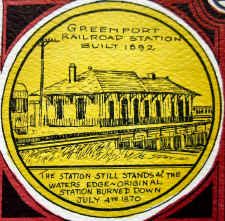 GREENPORT
RAILROAD STATION
BUILT 1892
THE STATION STILL STANDS AT THE
WATERS EDGE - ORIGINAL
STATION BURNED DOWN
JULY 4TH 1870